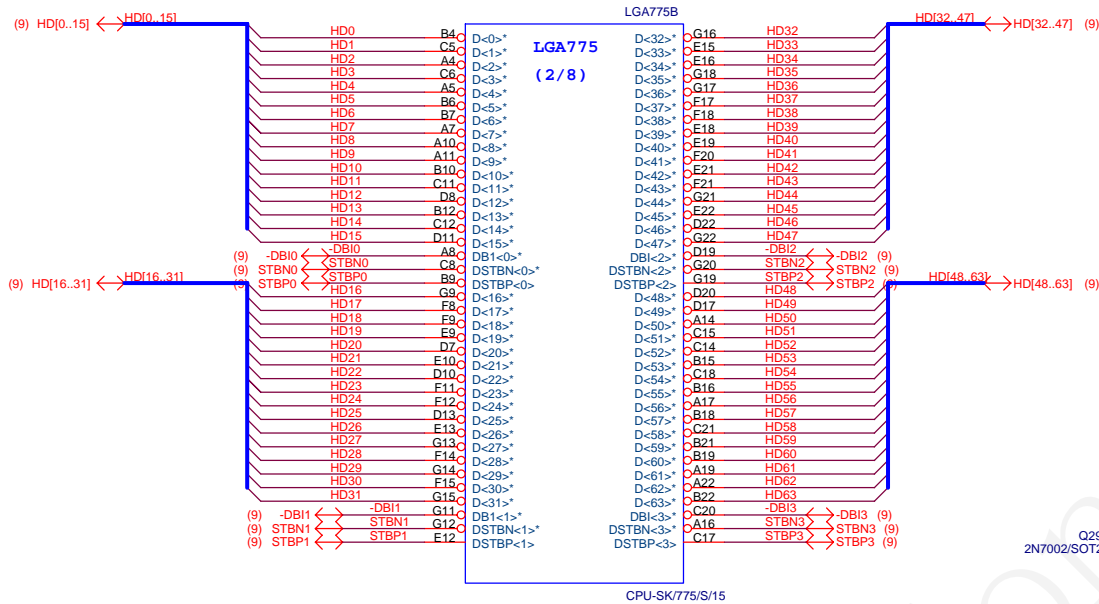 LGA775B
(9) HD[0..15] HD[0..15] HD[32..47] HD[32..47] (9)
LGA775
(2/8)
HD0 B4 D<0>* D<32>* G16 HD32
HD1 C5 D<1>* D<33>* E15 HD33
HD2 A4 D<2>* D<34>* E16 HD34
HD3 C6 D<3>* D<35>* G18 HD35
HD4 A5 D<4>* D<36>* G17 HD36
HD5 B6 D<5>* D<37>* F17 HD37
HD6 B7 D<6>* D<38>* F18 HD38
HD7 A7 D<7>* D<39>* E18 HD39
HD8 A10 D<8>* D<40>* E19 HD40
HD9 A11 D<9>* D<41>* F20 HD41
HD10 B10 D<10>* D<42>* E21 HD42
HD11 C11 D<11>* D<43>* F21 HD43
HD12 D8 D<12>* D<44>* G21 HD44
HD13 B12 D<13>* D<45>* E22 HD45
HD14 C12 D<14>* D<46>* D22 HD46
HD15 D11 D<15>* D<47>* G22 HD47
(9) -DBI0 -DBI0 A8 DB1<0>* DBI<2>* D19 -DBI2 -DBI2 (9)
(9) STBN0 STBN0 C8 DSTBN<0>* DSTBN<2>* G20 STBN2 STBN2 (9)
(9) STBP0 STBP0 B9 DSTBP<0> DSTBP<2> G19 STBP2 STBP2 (9)
(9) HD[16..31] HD[16..31] HD[48..63] HD[48..63] (9)
HD16 G9 D<16>* D<48>* D20 HD48
HD17 F8 D<17>* D<49>* D17 HD49
HD18 F9 D<18>* D<50>* A14 HD50
HD19 E9 D<19>* D<51>* C15 HD51
HD20 D7 D<20>* D<52>* C14 HD52
HD21 E10 D<21>* D<53>* B15 HD53
HD22 D10 D<22>* D<54>* C18 HD54
HD23 F11 D<23>* D<55>* B16 HD55
HD24 F12 D<24>* D<56>* A17 HD56
HD25 D13 D<25>* D<57>* B18 HD57
HD26 E13 D<26>* D<58>* C21 HD58
HD27 G13 D<27>* D<59>* B21 HD59
HD28 F14 D<28>* D<60>* B19 HD60
HD29 G14 D<29>* D<61>* A19 HD61
HD30 F15 D<30>* D<62>* A22 HD62
HD31 G15 D<31>* D<63>* B22 HD63
(9) -DBI1 -DBI1 G11 DB1<1>* DBI<3>* C20 -DBI3 -DBI3 (9)
(9) STBN1 STBN1 G12 DSTBN<1>* DSTBN<3>* A16 STBN3 STBN3 (9)
(9) STBP1 STBP1 E12 DSTBP<1> DSTBP<3> C17 STBP3 STBP3 (9)
Q29
2N7002/SOT2
CPU-SK/775/S/15